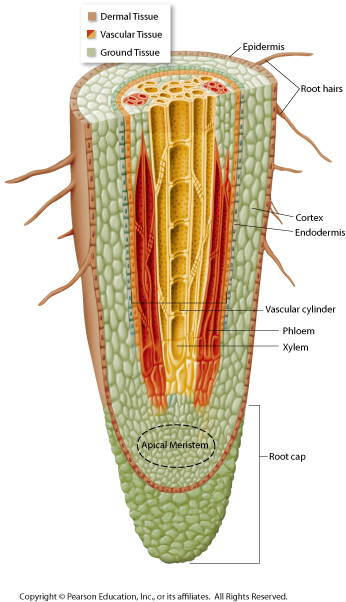 Dermal Tissue
Vascular Tissue
Ground Tissue
Epidermis
Root hairs
Cortex
Endodermis
Vascular cylinder
Phloem
Xylem
Apical Meristem
Root cap
Copyright © Pearson Education, Inc., or its affiliates. All Rights Reserved.